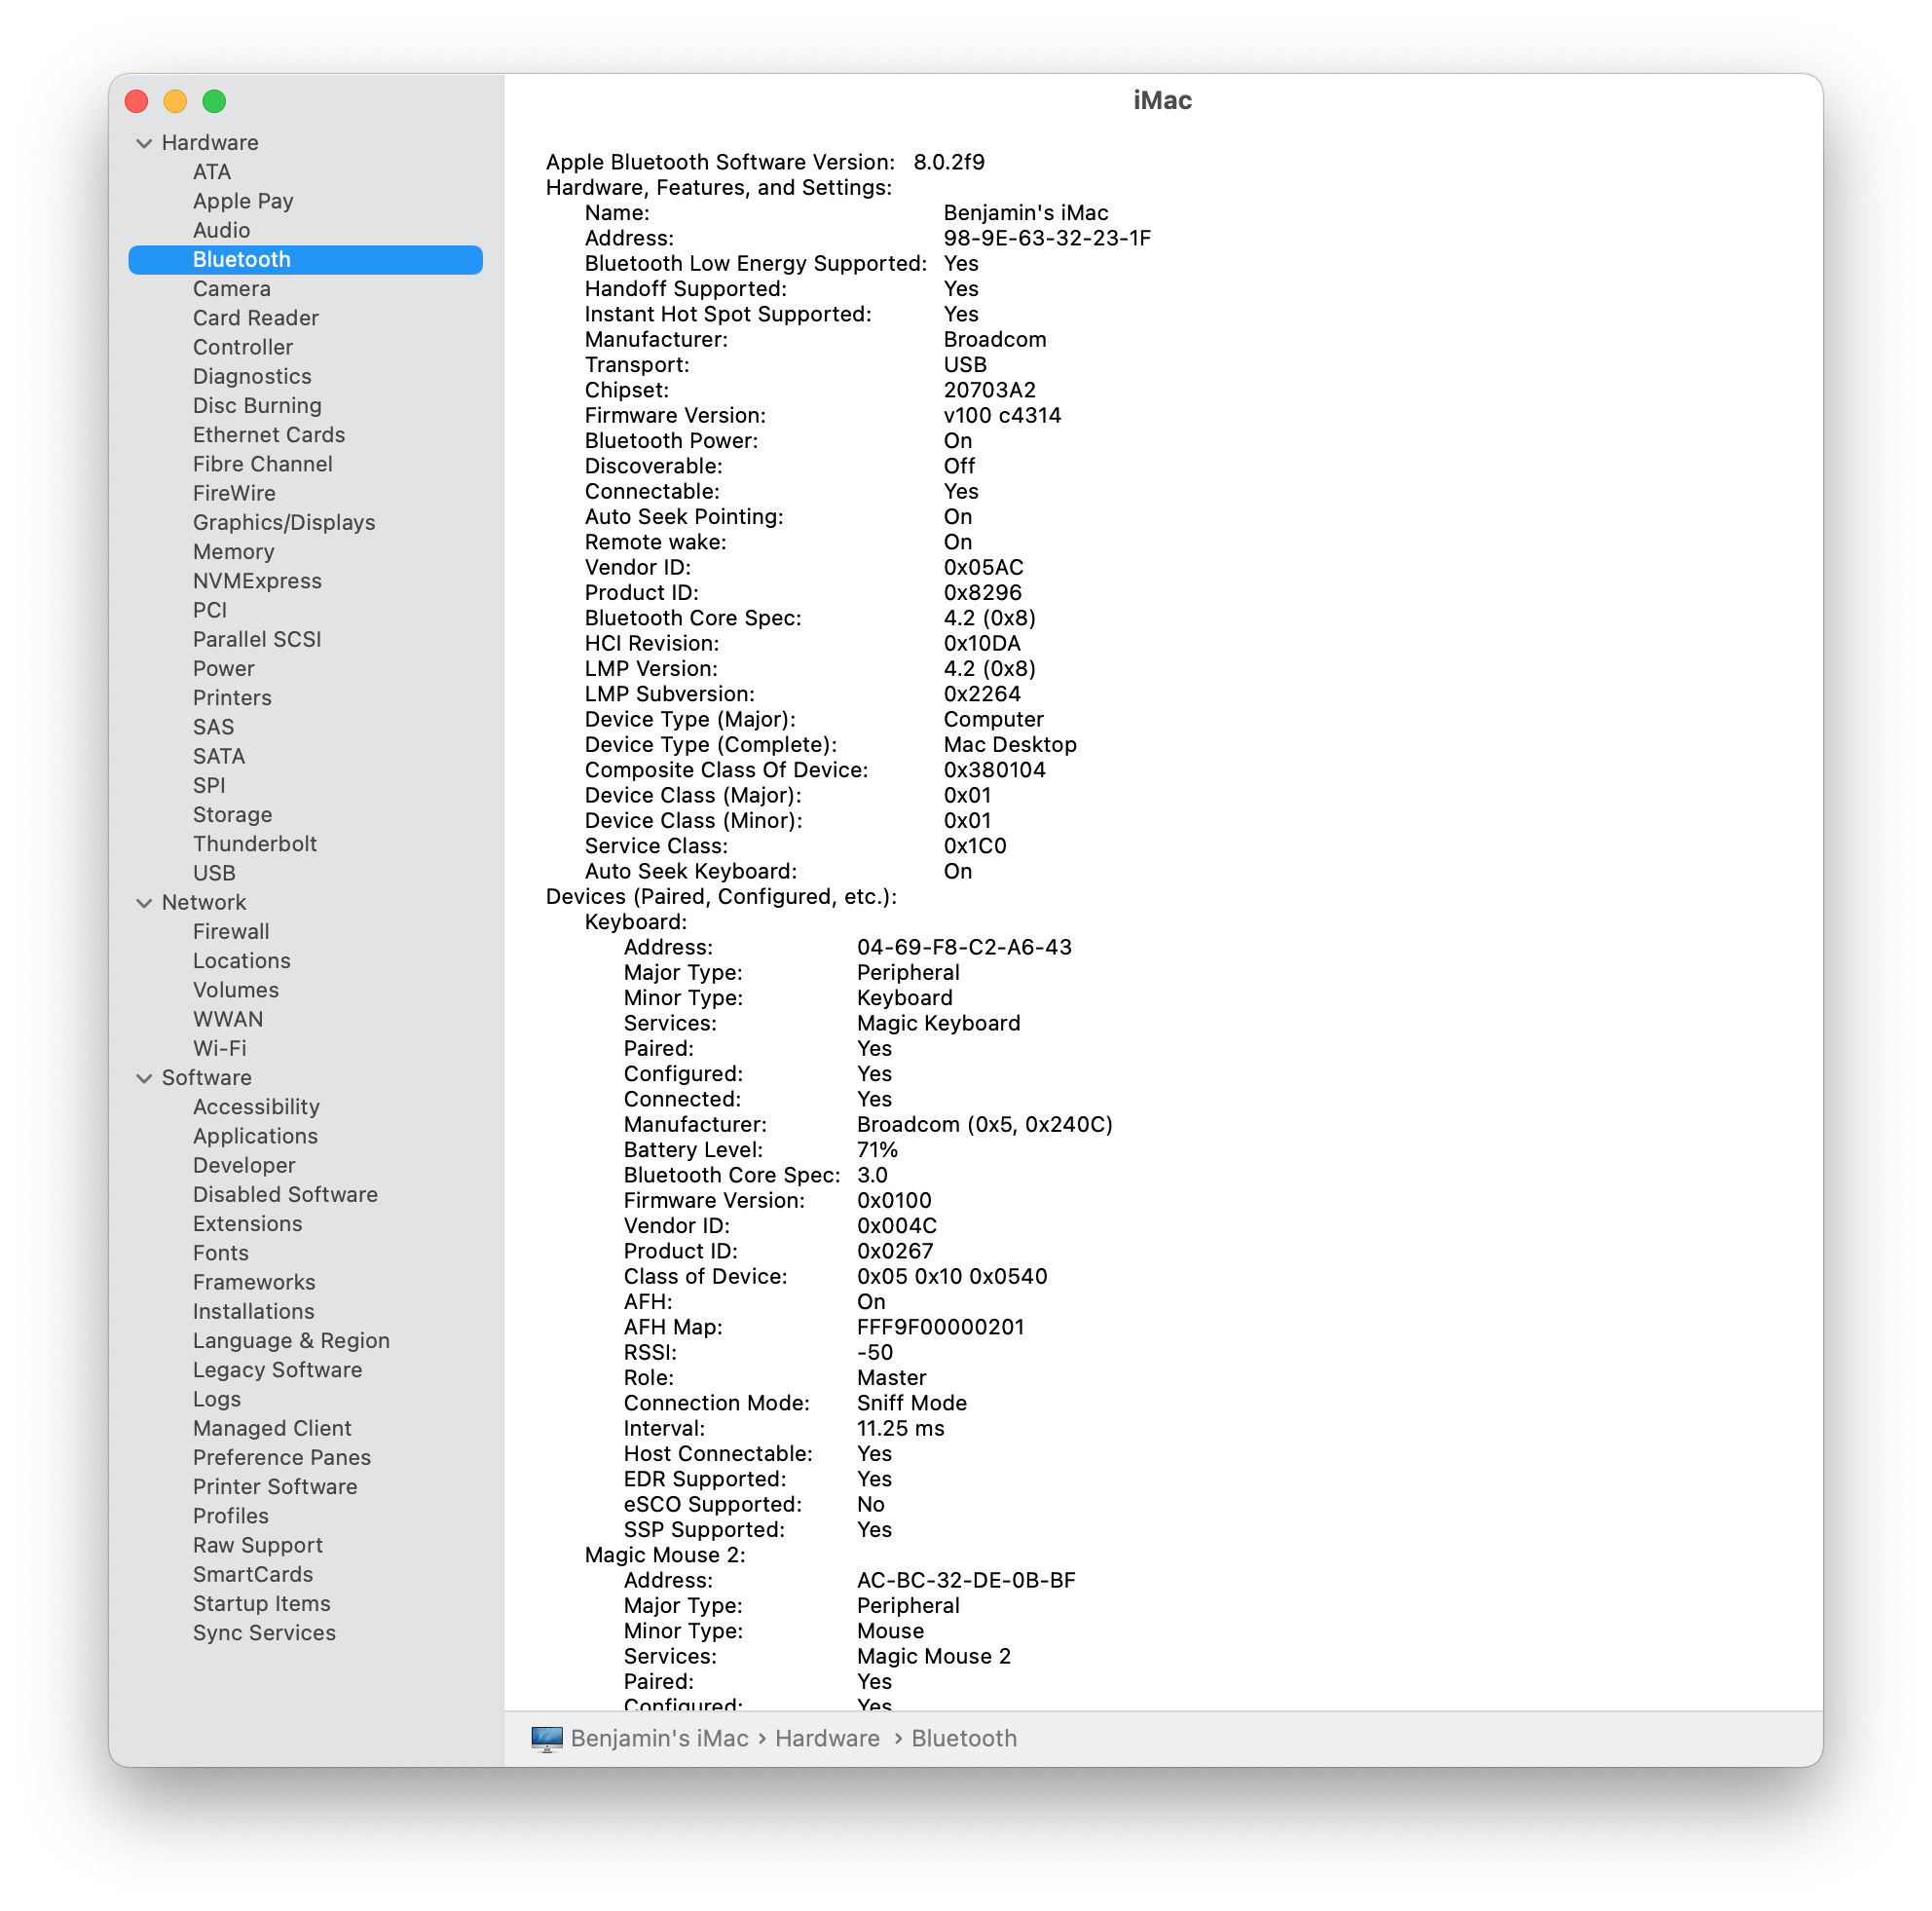 iMac
Hardware
ATA
Apple Pay
Audio
Bluetooth
Camera
Card Reader
Controller
Diagnostics
Disc Burning
Ethernet Cards
Fibre Channel
FireWire
Graphics/Displays
Memory
NVMExpress
PCI
Parallel SCSI
Power
Printers
SAS
SATA
SPI
Storage
Thunderbolt
USB
Network
Firewall
Locations
Volumes
WWAN
Wi-Fi
Software
Accessibility
Applications
Developer
Disabled Software
Extensions
Fonts
Frameworks
Installations
Language & Region
Legacy Software
Logs
Managed Client
Preference Panes
Printer Software
Profiles
Raw Support
SmartCards
Startup Items
Sync Services
Apple Bluetooth Software Version: 8.0.2f9
Hardware, Features, and Settings:
Name: Benjamin's iMac
Address: 98-9E-63-32-23-1F
Bluetooth Low Energy Supported: Yes
Handoff Supported: Yes
Instant Hot Spot Supported: Yes
Manufacturer: Broadcom
Transport: USB
Chipset: 20703A2
Firmware Version: v100 c4314
Bluetooth Power: On
Discoverable: Off
Connectable: Yes
Auto Seek Pointing: On
Remote wake: On
Vendor ID: 0x05AC
Product ID: 0x8296
Bluetooth Core Spec: 4.2 (0x8)
HCI Revision: 0x10DA
LMP Version: 4.2 (0x8)
LMP Subversion: 0x2264
Device Type (Major): Computer
Device Type (Complete): Mac Desktop
Composite Class Of Device: 0x380104
Device Class (Major): 0x01
Device Class (Minor): 0x01
Service Class: 0x1C0
Auto Seek Keyboard: On
Devices (Paired, Configured, etc.):
Keyboard:
Address: 04-69-F8-C2-A6-43
Major Type: Peripheral
Minor Type: Keyboard
Services: Magic Keyboard
Paired: Yes
Configured: Yes
Connected: Yes
Manufacturer: Broadcom (0x5, 0x240C)
Battery Level: 71%
Bluetooth Core Spec: 3.0
Firmware Version: 0x0100
Vendor ID: 0x004C
Product ID: 0x0267
Class of Device: 0x05 0x10 0x0540
AFH: On
AFH Map: FFF9F00000201
RSSI: -50
Role: Master
Connection Mode: Sniff Mode
Interval: 11.25 ms
Host Connectable: Yes
EDR Supported: Yes
eSCO Supported: No
SSP Supported: Yes
Magic Mouse 2:
Address: AC-BC-32-DE-0B-BF
Major Type: Peripheral
Minor Type: Mouse
Services: Magic Mouse 2
Paired: Yes
Configured: Yes
Benjamin's iMac › Hardware › Bluetooth